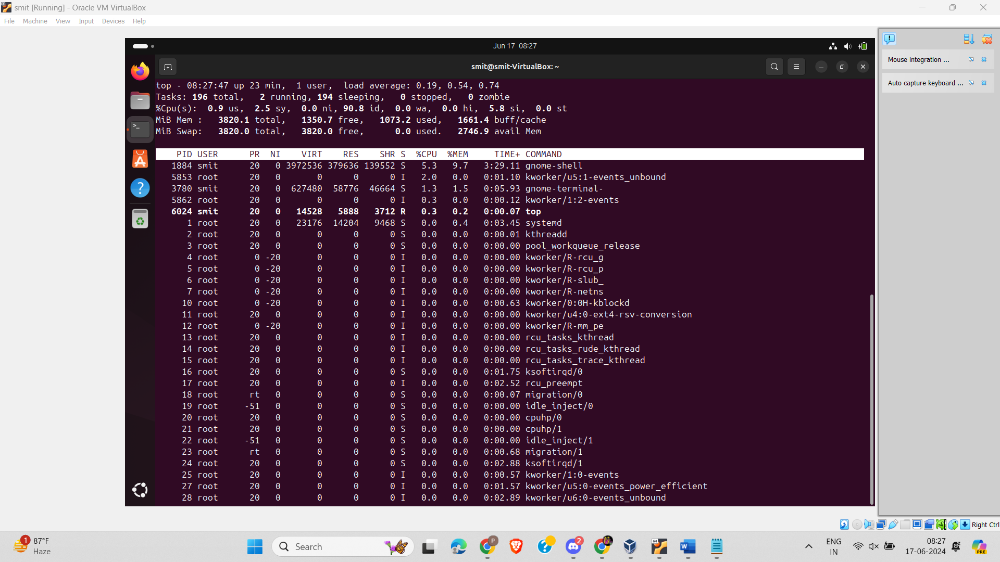 smit [Running] - Oracle VM VirtualBox
File Machine View Input Devices Help
Jun 17 08:27
smit@smit-VirtualBox: ~
Mouse integration ...
Auto capture keyboard ...
top - 08:27:47 up 23 min, 1 user, load average: 0.19, 0.54, 0.74
Tasks: 196 total, 2 running, 194 sleeping, 0 stopped, 0 zombie
%Cpu(s): 0.9 us, 2.5 sy, 0.0 ni, 90.8 id, 0.0 wa, 0.0 hi, 5.8 si, 0.0 st
MiB Mem : 3820.1 total, 1350.7 free, 1073.2 used, 1661.4 buff/cache
MiB Swap: 3820.0 total, 3820.0 free, 0.0 used. 2746.9 avail Mem
PID USER PR NI VIRT RES SHR S %CPU %MEM TIME+ COMMAND
1884 smit 20 0 3972536 379636 139552 S 5.3 9.7 3:29.11 gnome-shell
5853 root 20 0 0 0 0 I 2.0 0.0 0:01.10 kworker/u5:1-events_unbound
3780 smit 20 0 627480 58776 46664 S 1.3 1.5 0:05.93 gnome-terminal-
5862 root 20 0 0 0 0 I 0.3 0.0 0:00.12 kworker/1:2-events
6024 smit 20 0 14528 5888 3712 R 0.3 0.2 0:00.07 top
1 root 20 0 23176 14204 9468 S 0.0 0.4 0:03.45 systemd
2 root 20 0 0 0 0 S 0.0 0.0 0:00.01 kthreadd
3 root 20 0 0 0 0 S 0.0 0.0 0:00.00 pool_workqueue_release
4 root 0 -20 0 0 0 I 0.0 0.0 0:00.00 kworker/R-rcu_g
5 root 0 -20 0 0 0 I 0.0 0.0 0:00.00 kworker/R-rcu_p
6 root 0 -20 0 0 0 I 0.0 0.0 0:00.00 kworker/R-slub_
7 root 0 -20 0 0 0 I 0.0 0.0 0:00.00 kworker/R-netns
10 root 0 -20 0 0 0 I 0.0 0.0 0:00.63 kworker/0:0H-kblockd
11 root 20 0 0 0 0 I 0.0 0.0 0:00.00 kworker/u4:0-ext4-rsv-conversion
12 root 0 -20 0 0 0 I 0.0 0.0 0:00.00 kworker/R-mm_pe
13 root 20 0 0 0 0 I 0.0 0.0 0:00.00 rcu_tasks_kthread
14 root 20 0 0 0 0 I 0.0 0.0 0:00.00 rcu_tasks_rude_kthread
15 root 20 0 0 0 0 I 0.0 0.0 0:00.00 rcu_tasks_trace_kthread
16 root 20 0 0 0 0 S 0.0 0.0 0:01.75 ksoftirqd/0
17 root 20 0 0 0 0 I 0.0 0.0 0:02.52 rcu_preempt
18 root rt 0 0 0 0 S 0.0 0.0 0:00.07 migration/0
19 root -51 0 0 0 0 S 0.0 0.0 0:00.00 idle_inject/0
20 root 20 0 0 0 0 S 0.0 0.0 0:00.00 cpuhp/0
21 root 20 0 0 0 0 S 0.0 0.0 0:00.00 cpuhp/1
22 root -51 0 0 0 0 S 0.0 0.0 0:00.00 idle_inject/1
23 root rt 0 0 0 0 S 0.0 0.0 0:00.68 migration/1
24 root 20 0 0 0 0 S 0.0 0.0 0:02.88 ksoftirqd/1
25 root 20 0 0 0 0 I 0.0 0.0 0:00.57 kworker/1:0-events
27 root 20 0 0 0 0 I 0.0 0.0 0:01.57 kworker/u5:0-events_power_efficient
28 root 20 0 0 0 0 I 0.0 0.0 0:02.89 kworker/u6:0-events_unbound
Right Ctrl
1
87°F
Haze
Search
P
2
64
W
ENG
IN
08:27
17-06-2024
PRE